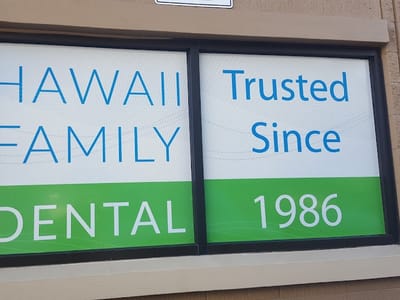 HAWAII
FAMILY
DENTAL
Trusted
Since
1986